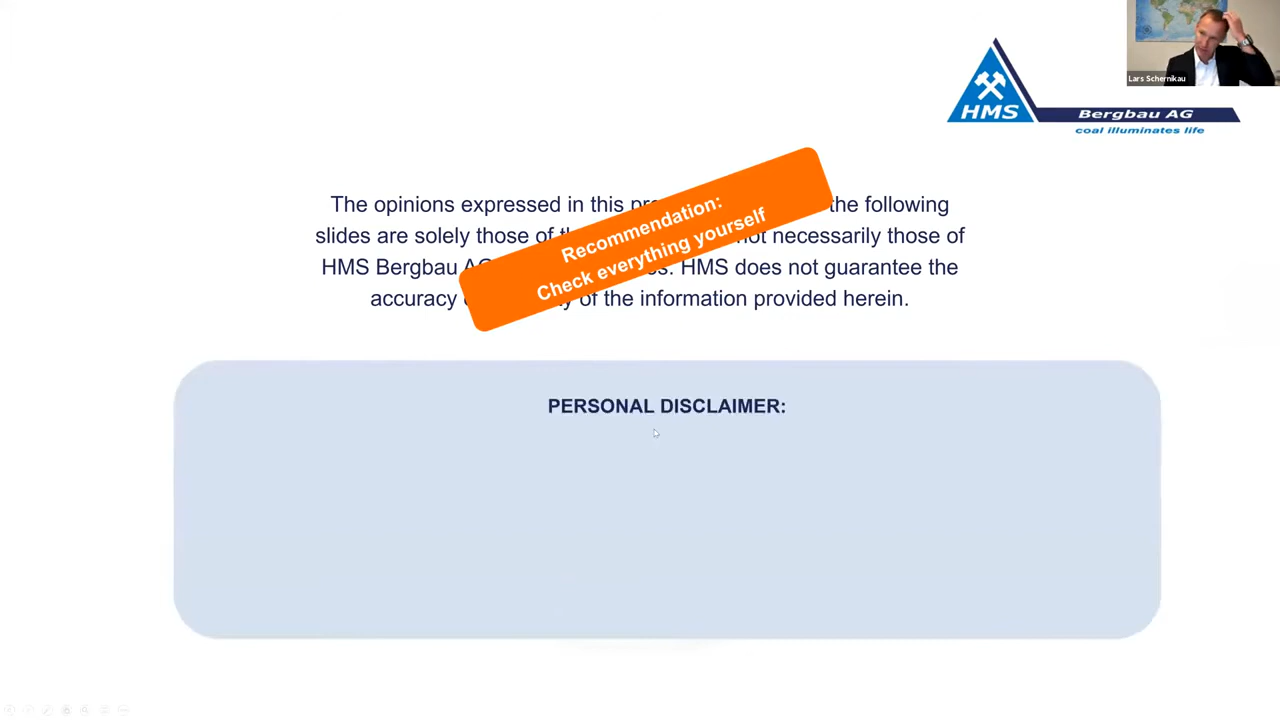 Lars Schernikau
HMS
Bergbau AG
coal illuminates life
The opinions expressed in this the following
slides are solely those of not necessarily those of
HMS Bergbau HMS does not guarantee the
accuracy of the information provided herein.
Recommendation:
Check everything yourself
PERSONAL DISCLAIMER: